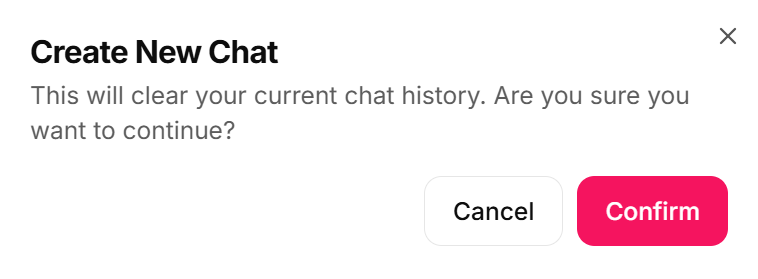 Create New Chat
This will clear your current chat history. Are you sure you
want to continue?
Cancel
Confirm